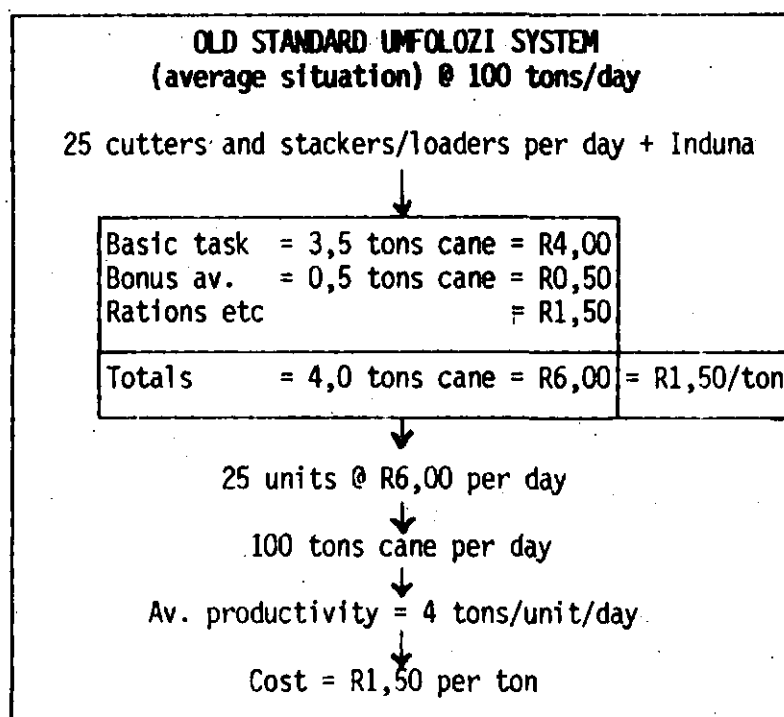 OLD STANDARD UMFOLOZI SYSTEM
(average situation) @ 100 tons/day
25 cutters and stackers/loaders per day + Induna
Basic task = 3,5 tons cane = R4,00
Bonus av. = 0,5 tons cane = R0,50
Rations etc = R1,50
Totals = 4,0 tons cane = R6,00 = R1,50/ton
25 units @ R6,00 per day
100 tons cane per day
Av. productivity = 4 tons/unit/day
Cost = R1,50 per ton